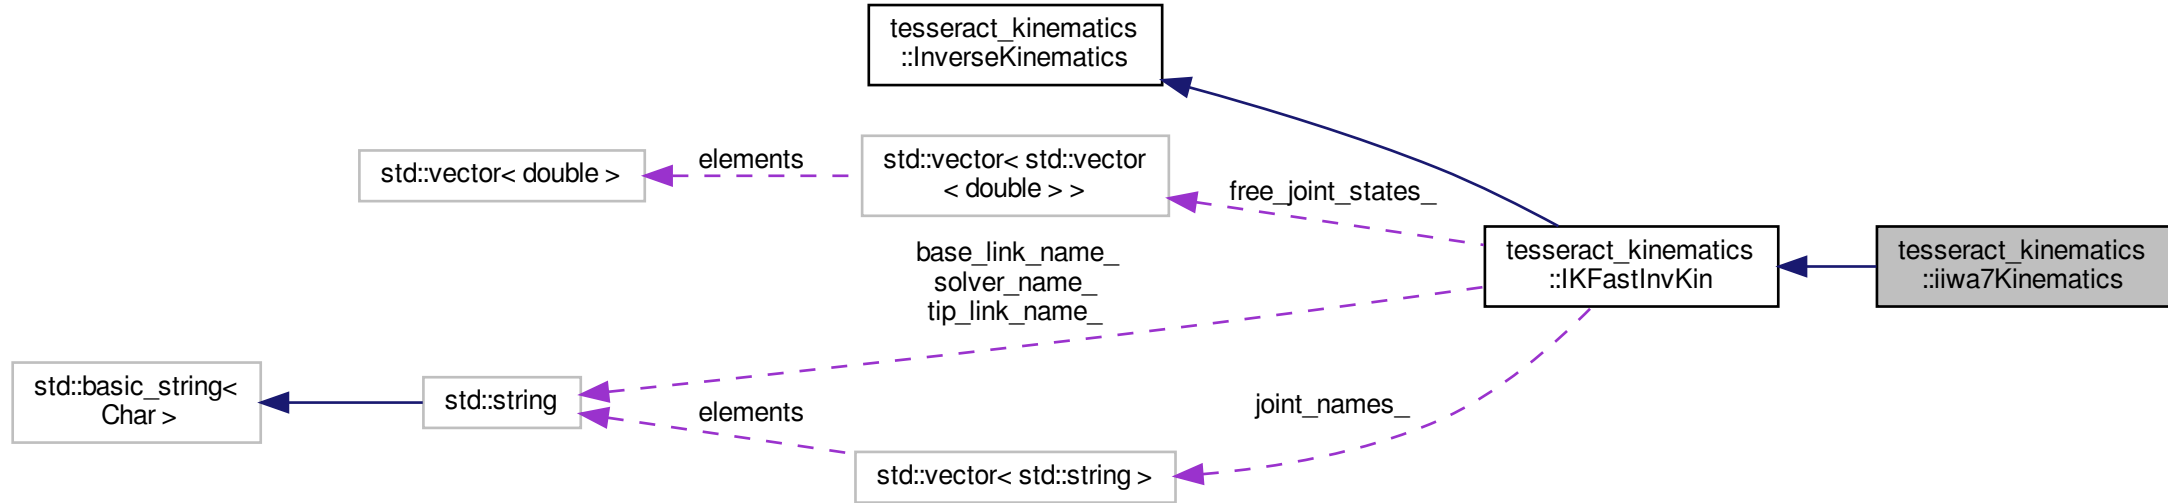 tesseract_kinematics
::InverseKinematics
std::vector< double >
elements
std::vector< std::vector
< double > >
free_joint_states_
base_link_name_
solver_name_
tip_link_name_
tesseract_kinematics
::IKFastInvKin
tesseract_kinematics
::iiwa7Kinematics
std::basic_string<
Char >
std::string
elements
joint_names_
std::vector< std::string >